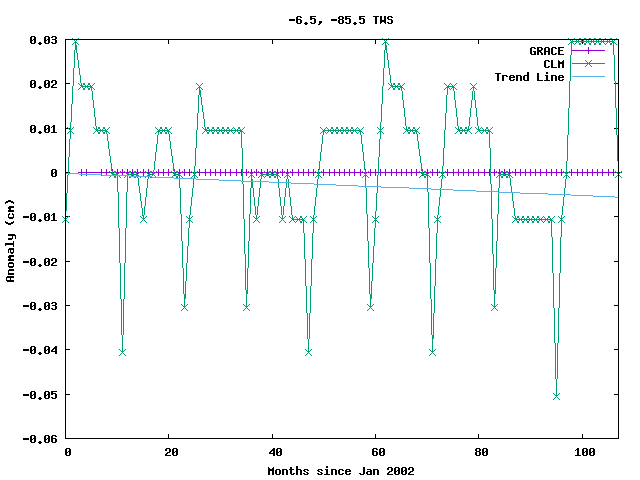 -6.5, -85.5 TWS
GRACE
CLM
Trend Line
0.03
0.02
0.01
0
-0.01
-0.02
-0.03
-0.04
-0.05
-0.06
Anomaly (cm)
0 20 40 60 80 100
Months since Jan 2002